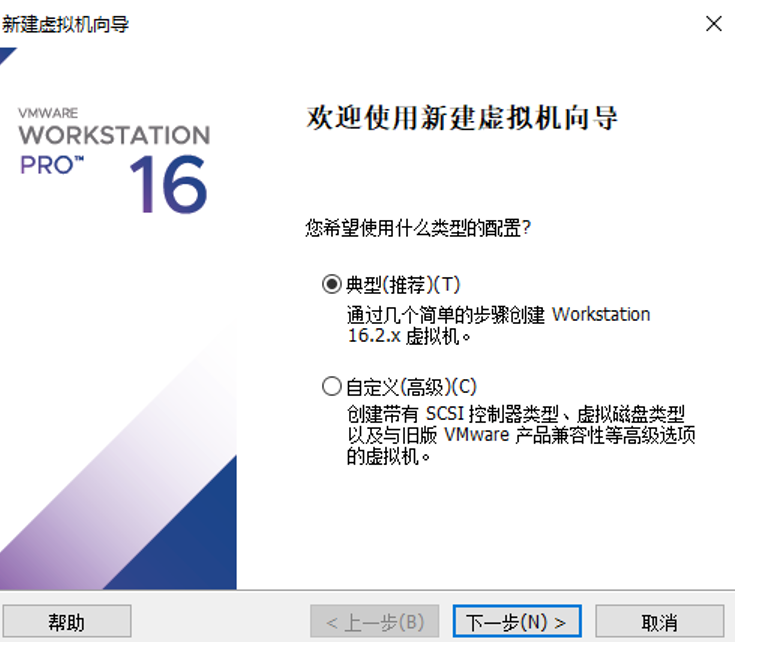 新建虚拟机向导
VMWARE
WORKSTATION
PRO™ 16
欢迎使用新建虚拟机向导
您希望使用什么类型的配置?
典型(推荐)(T)
通过几个简单的步骤创建 Workstation
16.2.x 虚拟机。
自定义(高级)(C)
创建带有 SCSI 控制器类型、虚拟磁盘类型
以及与旧版 VMware 产品兼容性等高级选项
的虚拟机。
帮助 < 上一步(B) 下一步(N) > 取消